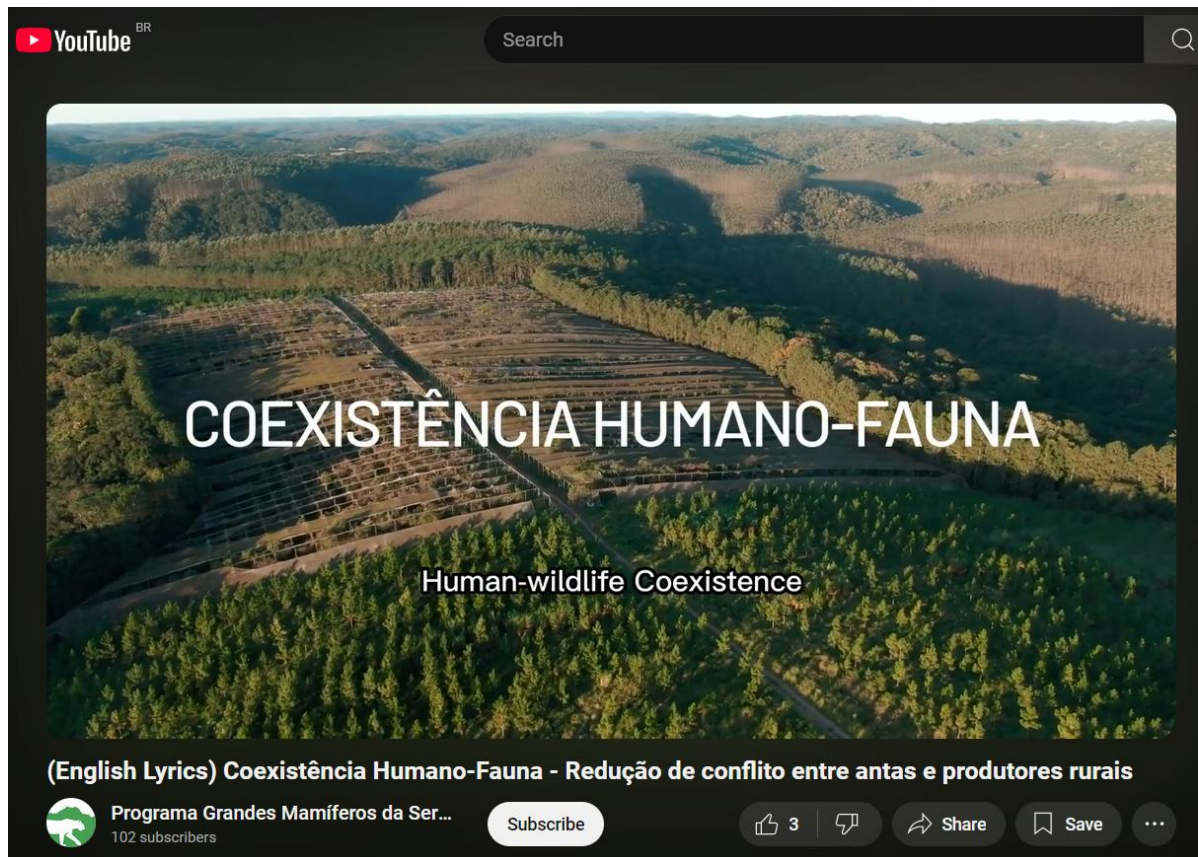 YouTube BR
Search
COEXISTÊNCIA HUMANO-FAUNA
Human-wildlife Coexistence
(English Lyrics) Coexistência Humano-Fauna - Redução de conflito entre antas e produtores rurais
Programa Grandes Mamíferos da Ser...
102 subscribers
Subscribe
3
Share
Save